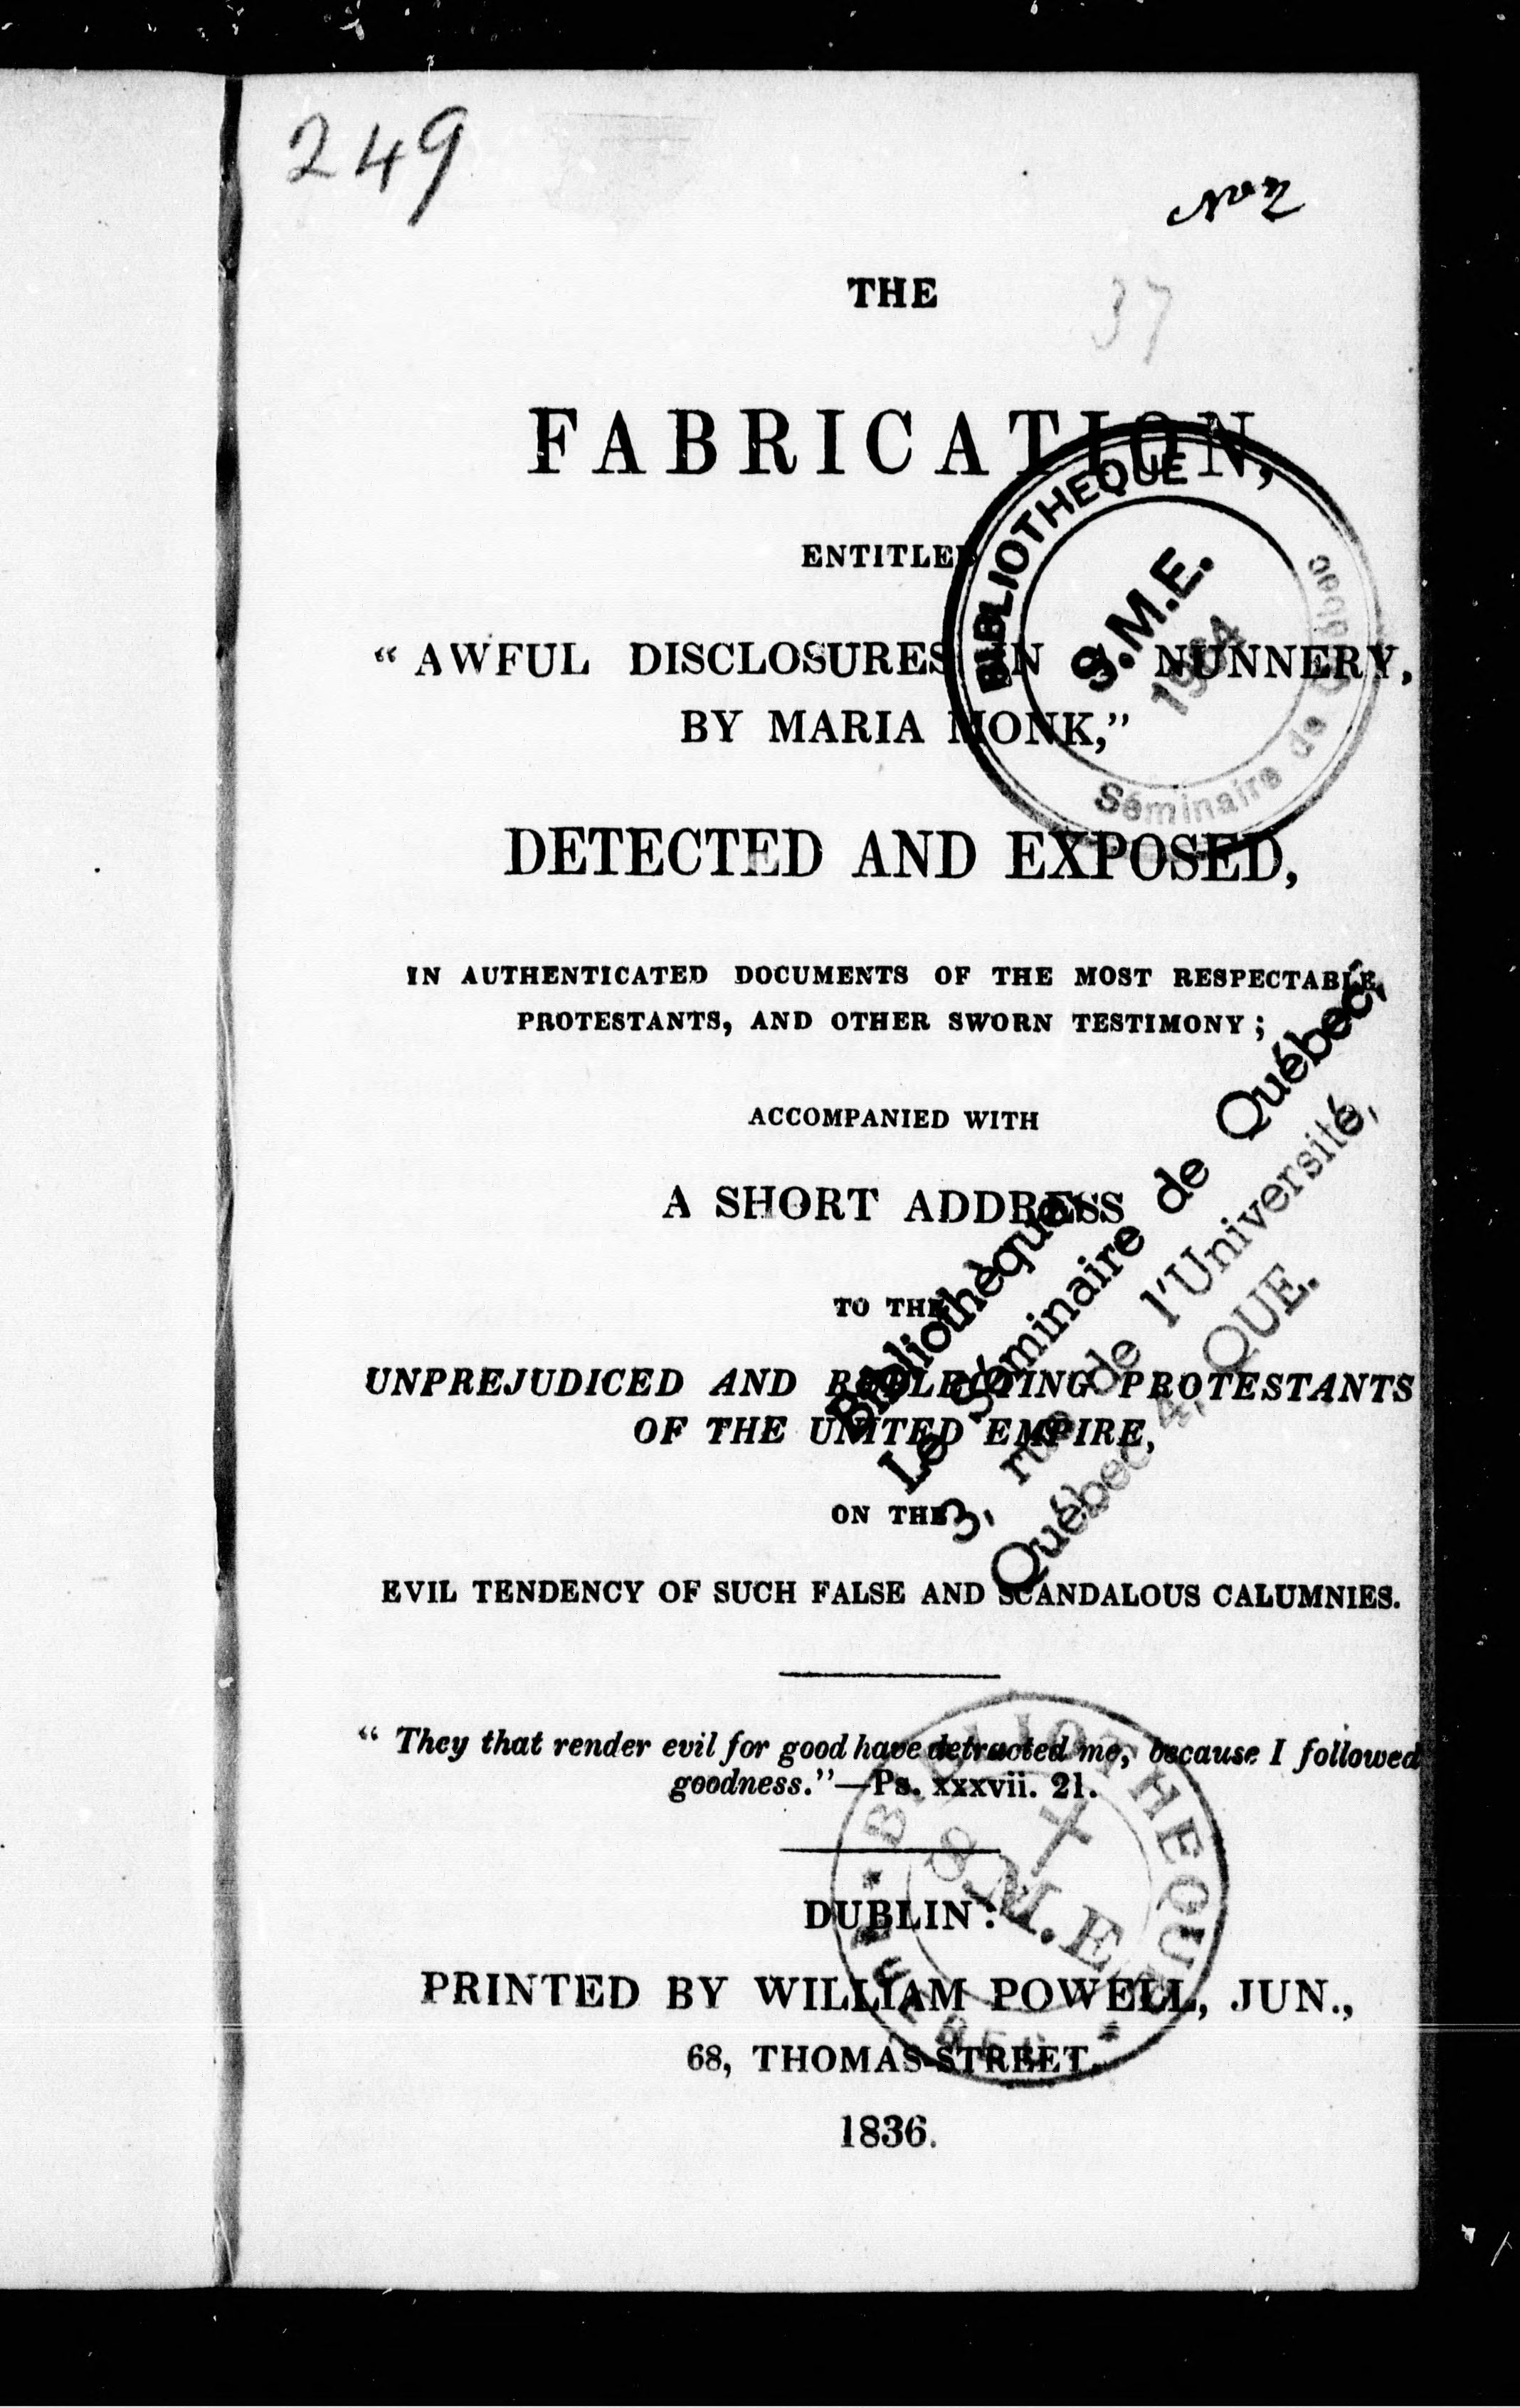 249
No 2
37
THE
FABRICATION,
ENTITLED
“ AWFUL DISCLOSURES IN A NUNNERY,
BY MARIA MONK,”
BIBLIOTHEQUE
S.M.E.
1964
Séminaire de Québec
DETECTED AND EXPOSED,
IN AUTHENTICATED DOCUMENTS OF THE MOST RESPECTABLE
PROTESTANTS, AND OTHER SWORN TESTIMONY ;
ACCOMPANIED WITH
A SHORT ADDRESS
TO THE
UNPREJUDICED AND REFLECTING PROTESTANTS
OF THE UNITED EMPIRE,
ON THE
EVIL TENDENCY OF SUCH FALSE AND SCANDALOUS CALUMNIES.
Bibliothèque,
Le Séminaire de Québec,
3, rue de l'Université,
Québec 4, QUE.
“ They that render evil for good have detracted me, because I followed
goodness.”—Ps. xxxvii. 21.
BIBLIOTHEQUE
S.M.E.
QUEBEC
DUBLIN:
PRINTED BY WILLIAM POWELL, JUN.,
68, THOMAS-STREET.
1836.